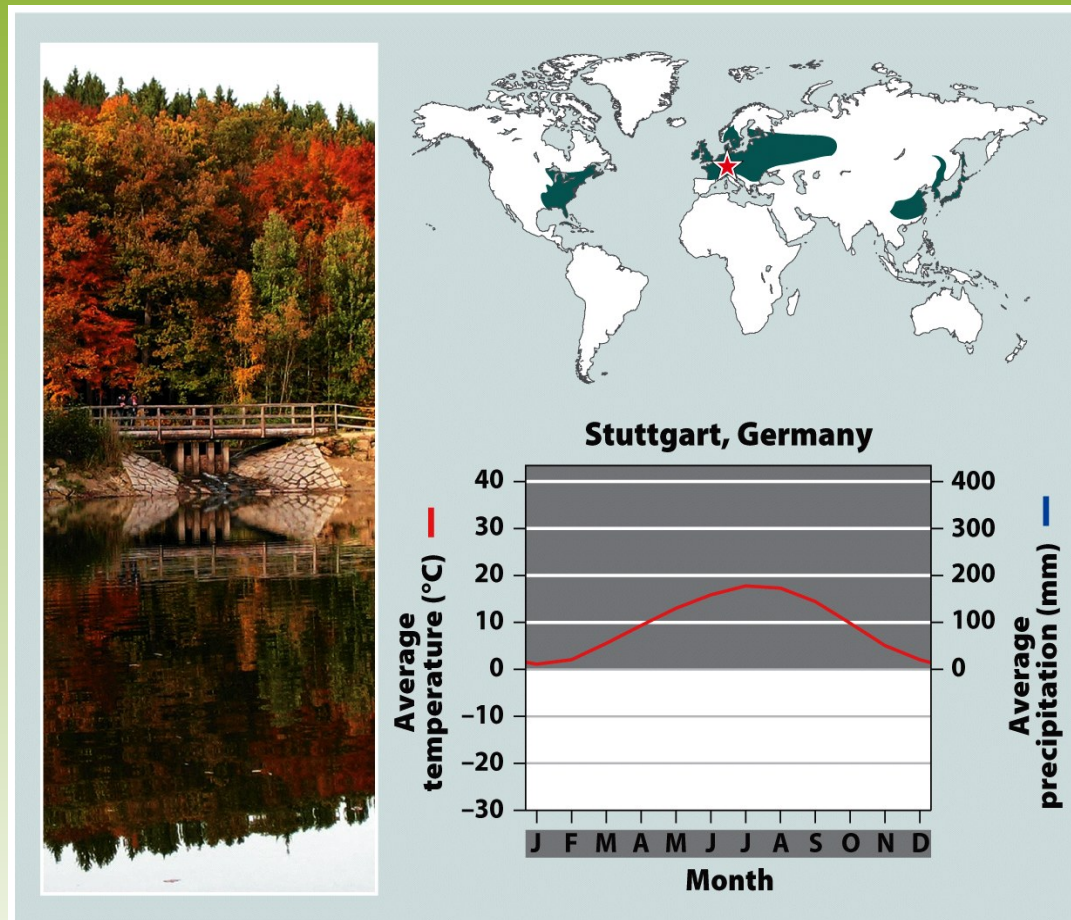 Stuttgart, Germany
40
30
20
10
0
–10
–20
–30
400
300
200
100
0
Average
temperature (°C)
Average
precipitation (mm)
J F M A M J J A S O N D
Month